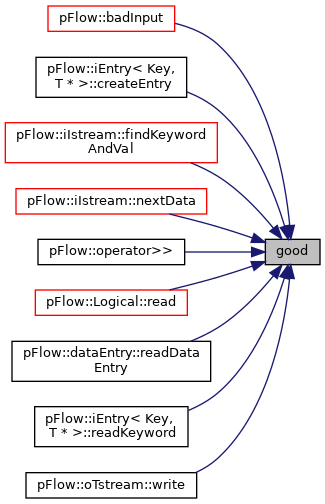 pFlow::badInput
pFlow::iEntry< Key,
T * >::createEntry
pFlow::iIstream::findKeyword
AndVal
pFlow::iIstream::nextData
pFlow::operator>>
good
pFlow::Logical::read
pFlow::dataEntry::readData
Entry
pFlow::iEntry< Key,
T * >::readKeyword
pFlow::oTstream::write